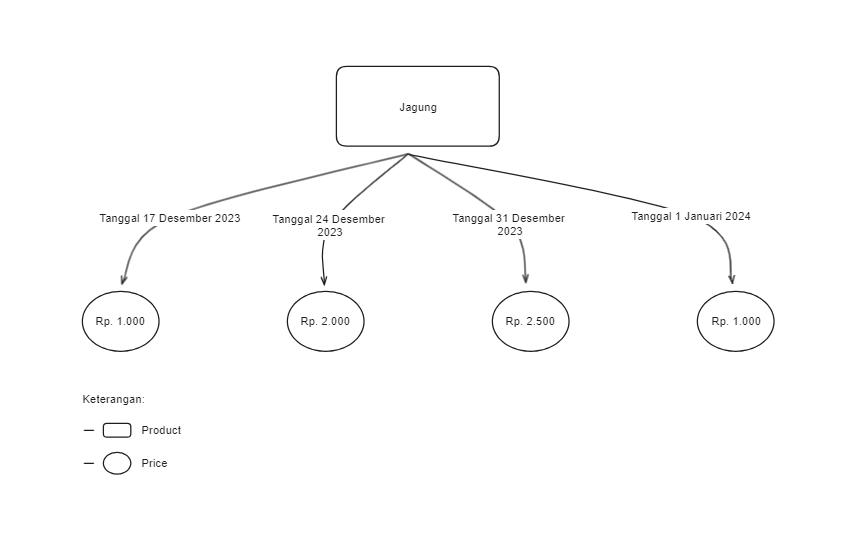 Jagung
Tanggal 17 Desember 2023
Tanggal 24 Desember
2023
Tanggal 31 Desember
2023
Tanggal 1 Januari 2024
Rp. 1.000
Rp. 2.000
Rp. 2.500
Rp. 1.000
Keterangan:
Product
Price